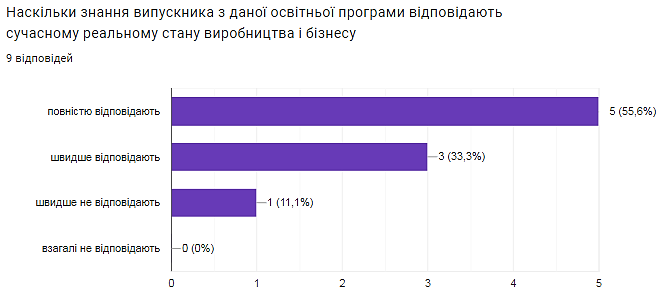 Наскільки знання випускника з даної освітньої програми відповідають
сучасному реальному стану виробництва і бізнесу
9 відповідей
повністю відповідають
5 (55,6%)
швидше відповідають
3 (33,3%)
швидше не відповідають
1 (11,1%)
взагалі не відповідають
0 (0%)
0 1 2 3 4 5